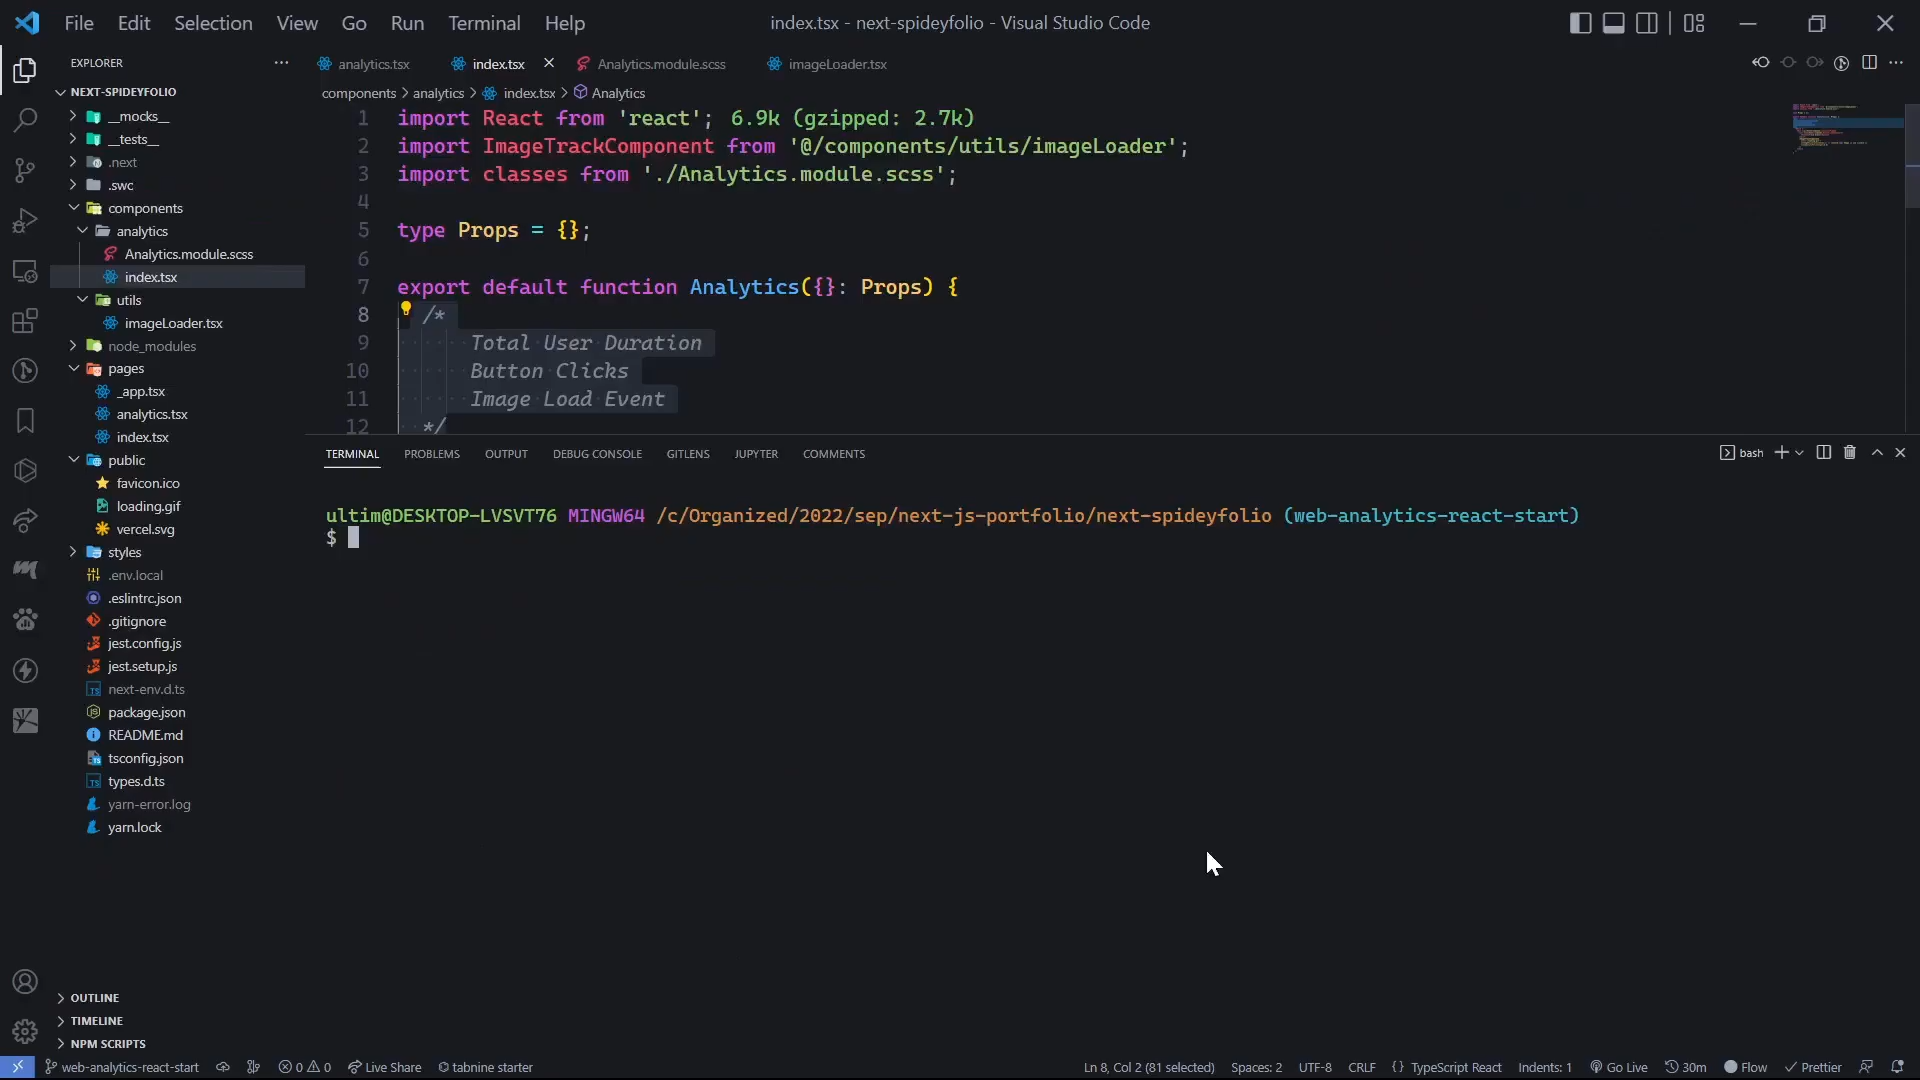 File Edit Selection View Go Run Terminal Help
index.tsx - next-spideyfolio - Visual Studio Code
EXPLORER
NEXT-SPIDEYFOLIO
__mocks__
__tests__
.next
.swc
components
analytics
Analytics.module.scss
index.tsx
utils
imageLoader.tsx
node_modules
pages
_app.tsx
analytics.tsx
index.tsx
public
favicon.ico
loading.gif
vercel.svg
styles
.env.local
.eslintrc.json
.gitignore
jest.config.js
jest.setup.js
next-env.d.ts
package.json
README.md
tsconfig.json
types.d.ts
yarn-error.log
yarn.lock
OUTLINE
TIMELINE
NPM SCRIPTS
analytics.tsx index.tsx Analytics.module.scss imageLoader.tsx
components > analytics > index.tsx > Analytics
1 import React from 'react'; 6.9k (gzipped: 2.7k)
2 import ImageTrackComponent from '@/components/utils/imageLoader';
3 import classes from './Analytics.module.scss';
4
5 type Props = {};
6
7 export default function Analytics({}: Props) {
8 /*
9 Total User Duration
10 Button Clicks
11 Image Load Event
12 */
TERMINAL PROBLEMS OUTPUT DEBUG CONSOLE GITLENS JUPYTER COMMENTS
bash
ultim@DESKTOP-LVSVT76 MINGW64 /c/Organized/2022/sep/next-js-portfolio/next-spideyfolio (web-analytics-react-start)
$
web-analytics-react-start 0 0 Live Share tabnine starter
Ln 8, Col 2 (81 selected) Spaces: 2 UTF-8 CRLF {} TypeScript React Indents: 1 Go Live 30m Flow Prettier